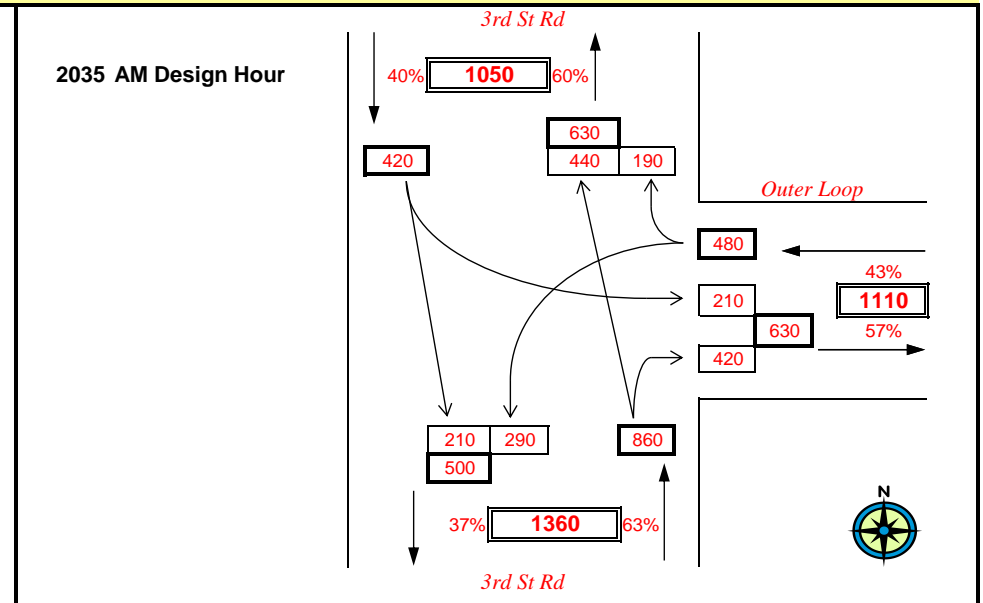 3rd St Rd
2035 AM Design Hour
40% 1050 60%
630
420 440 190
Outer Loop
480
43%
210 1110
630 57%
420
210 290 860
500
N
37% 1360 63%
3rd St Rd